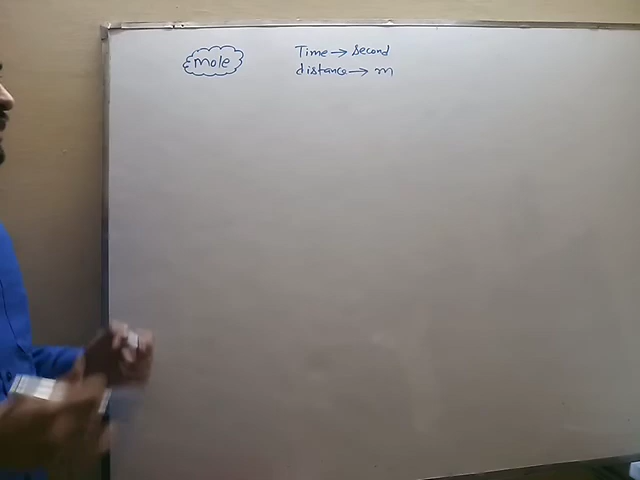 mole
Time → second
distance → m